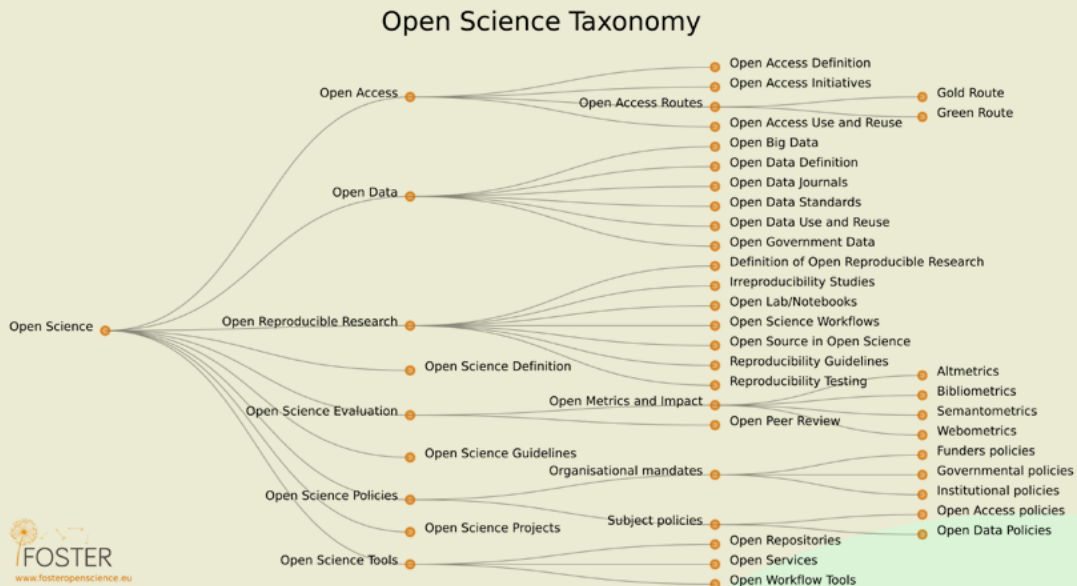 Open Science Taxonomy
Open Access Definition
Open Access Initiatives
Open Access
Open Access Routes
Gold Route
Green Route
Open Access Use and Reuse
Open Big Data
Open Data Definition
Open Data Journals
Open Data
Open Data Standards
Open Data Use and Reuse
Open Government Data
Definition of Open Reproducible Research
Irreproducibility Studies
Open Lab/Notebooks
Open Science
Open Reproducible Research
Open Science Workflows
Open Source in Open Science
Reproducibility Guidelines
Reproducibility Testing
Open Science Definition
Altmetrics
Bibliometrics
Open Science Evaluation
Open Metrics and Impact
Semantometrics
Webometrics
Open Peer Review
Open Science Guidelines
Funders policies
Organisational mandates
Governmental policies
Institutional policies
Open Science Policies
Subject policies
Open Access policies
Open Data Policies
Open Science Projects
Open Science Tools
Open Repositories
Open Services
Open Workflow Tools
FOSTER
www.fosteropenscience.eu